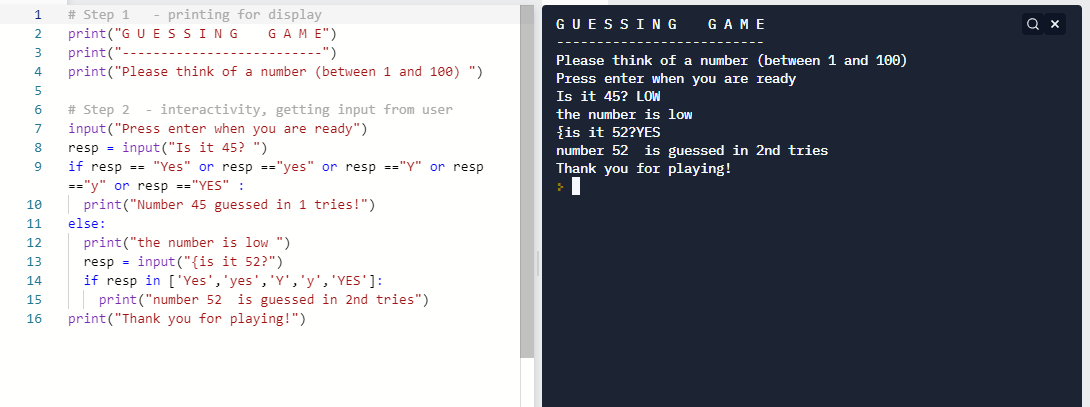 1 # Step 1   - printing for display
2 print("G U E S S I N G    G A M E")
3 print("--------------------------")
4 print("Please think of a number (between 1 and 100) ")
5
6 # Step 2  - interactivity, getting input from user
7 input("Press enter when you are ready")
8 resp = input("Is it 45? ")
9 if resp == "Yes" or resp =="yes" or resp =="Y" or resp
=="y" or resp =="YES" :
10   print("Number 45 guessed in 1 tries!")
11 else:
12   print("the number is low ")
13   resp = input("{is it 52?")
14   if resp in ['Yes','yes','Y','y','YES']:
15     print("number 52  is guessed in 2nd tries")
16 print("Thank you for playing!")
G U E S S I N G    G A M E
--------------------------
Please think of a number (between 1 and 100)
Press enter when you are ready
Is it 45? LOW
the number is low
{is it 52?YES
number 52  is guessed in 2nd tries
Thank you for playing!